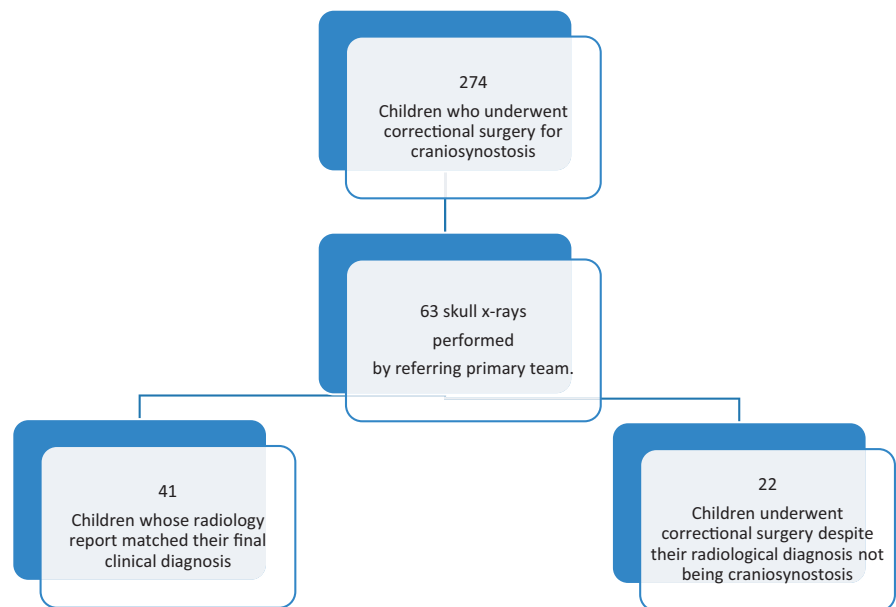 274
Children who underwent
correctional surgery for
craniosynostosis
63 skull x-rays
performed
by referring primary team.
41
Children whose radiology
report matched their final
clinical diagnosis
22
Children underwent
correctional surgery despite
their radiological diagnosis not
being craniosynostosis